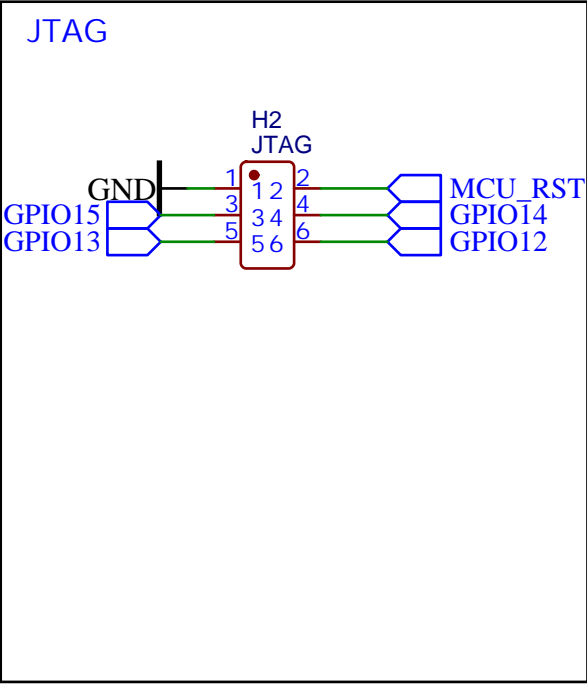 JTAG
H2
JTAG
GND 1 1 2 2 MCU_RST
GPIO15 3 3 4 4 GPIO14
GPIO13 5 5 6 6 GPIO12